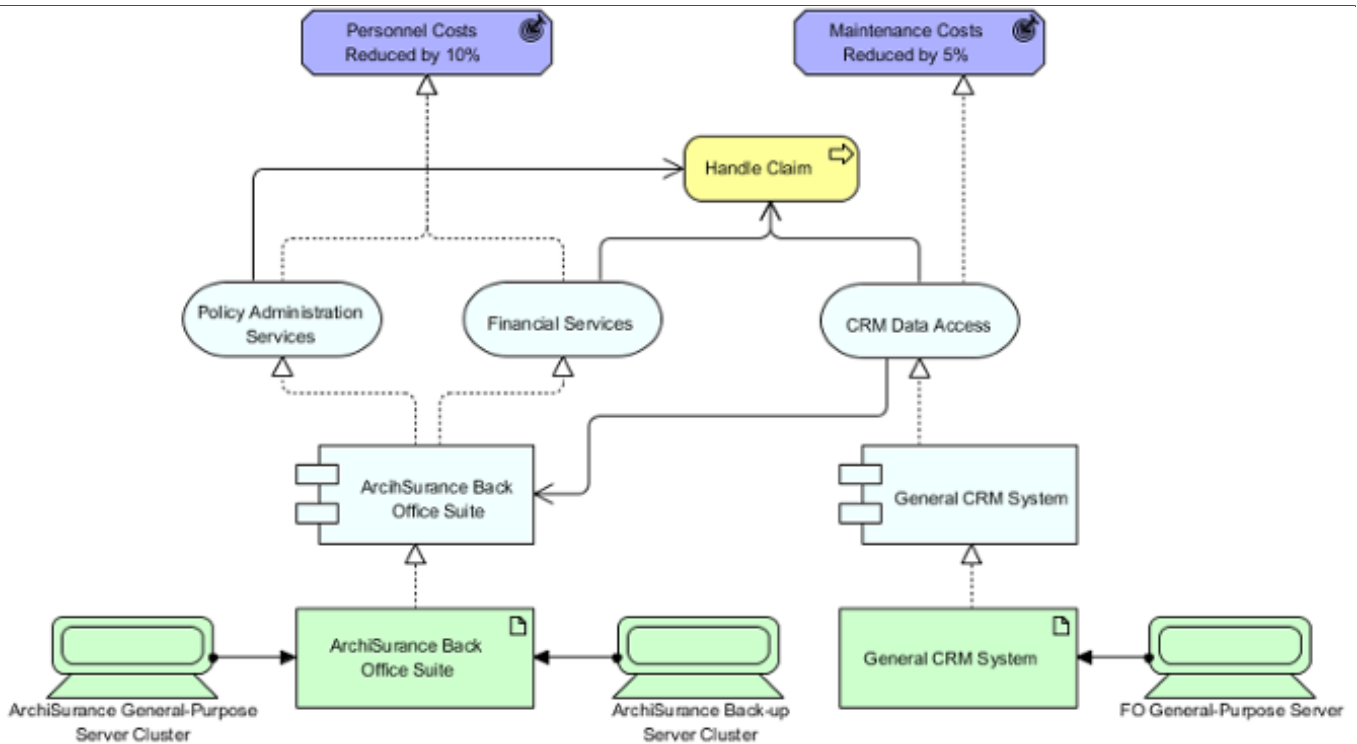 Personnel Costs
Reduced by 10%
Maintenance Costs
Reduced by 5%
Handle Claim
Policy Administration
Services
Financial Services
CRM Data Access
ArcihSurance Back
Office Suite
General CRM System
ArchiSurance Back
Office Suite
General CRM System
ArchiSurance General-Purpose
Server Cluster
ArchiSurance Back-up
Server Cluster
FO General-Purpose Server